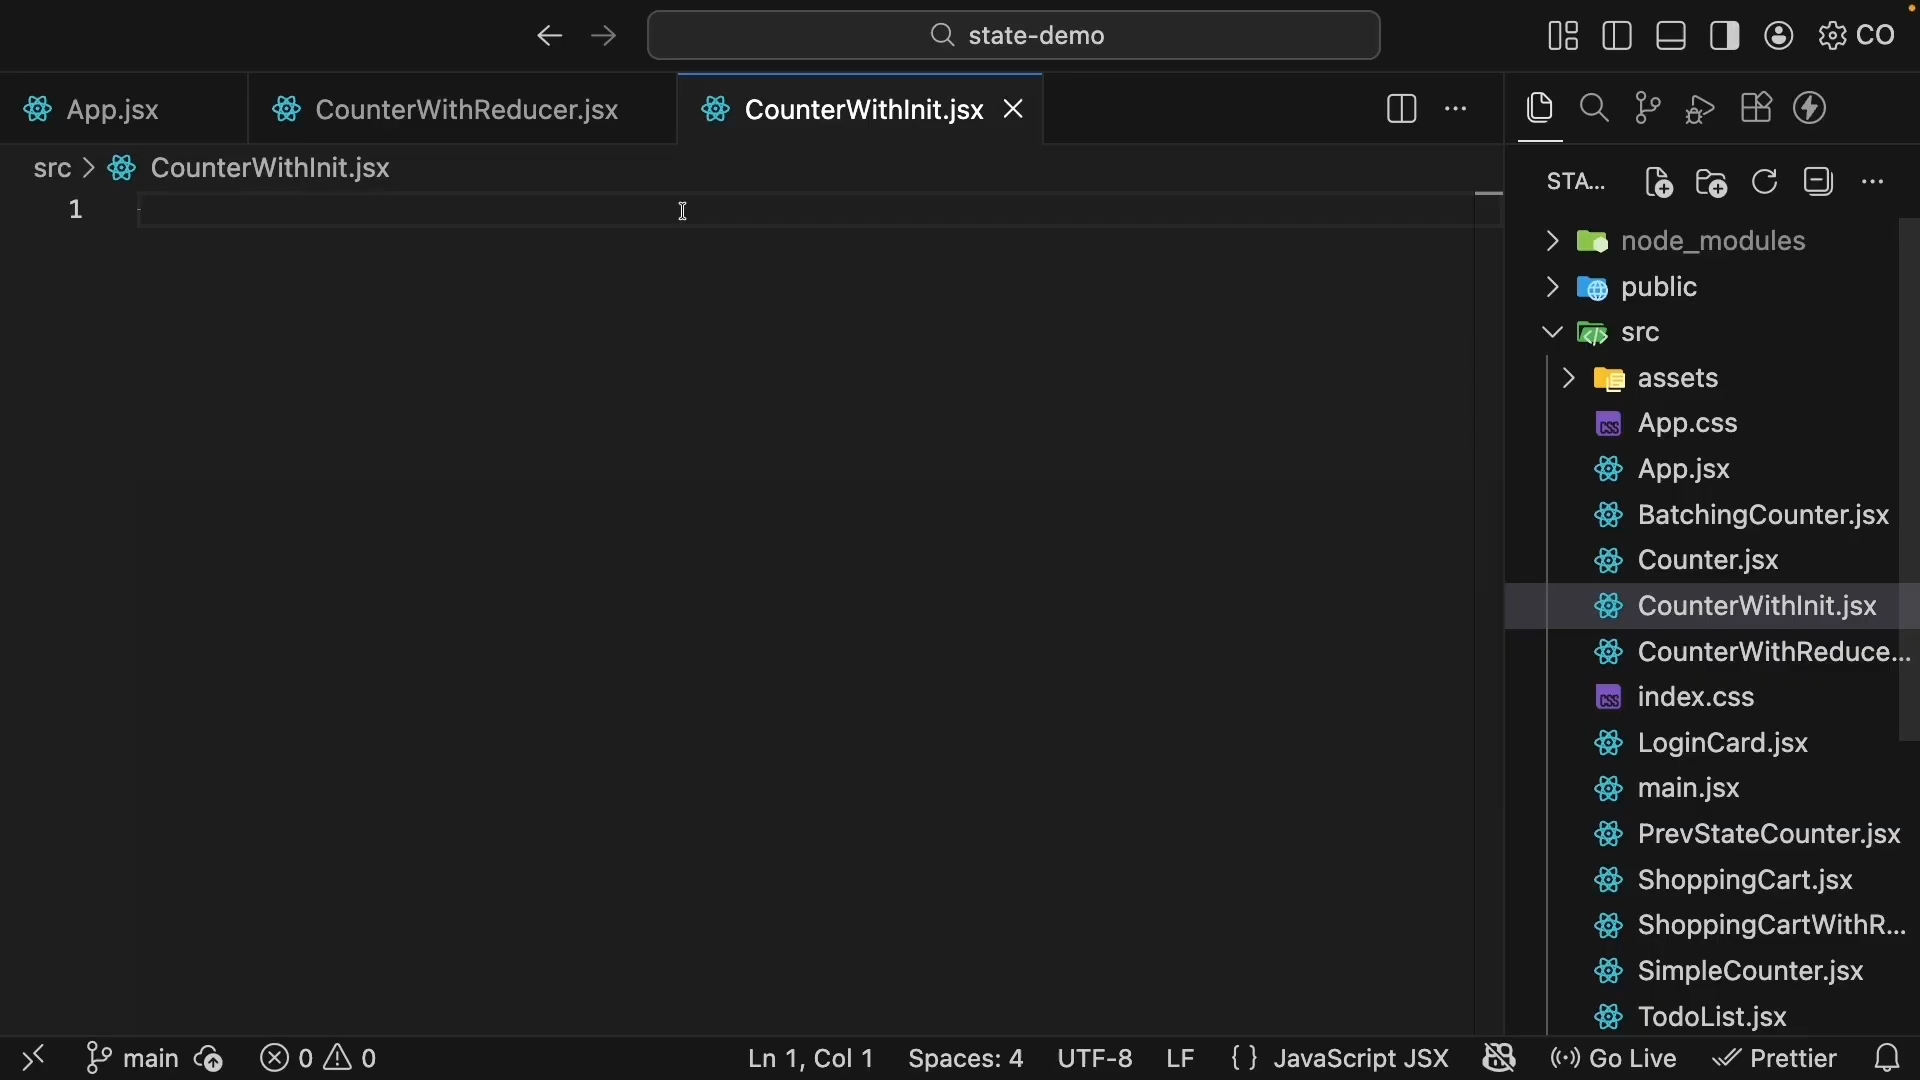 state-demo
CO
App.jsx
CounterWithReducer.jsx
CounterWithInit.jsx
src
CounterWithInit.jsx
1
STA...
node_modules
public
src
assets
App.css
App.jsx
BatchingCounter.jsx
Counter.jsx
CounterWithInit.jsx
CounterWithReduce...
index.css
LoginCard.jsx
main.jsx
PrevStateCounter.jsx
ShoppingCart.jsx
ShoppingCartWithR...
SimpleCounter.jsx
TodoList.jsx
main
0
0
Ln 1, Col 1
Spaces: 4
UTF-8
LF
{ } JavaScript JSX
Go Live
Prettier